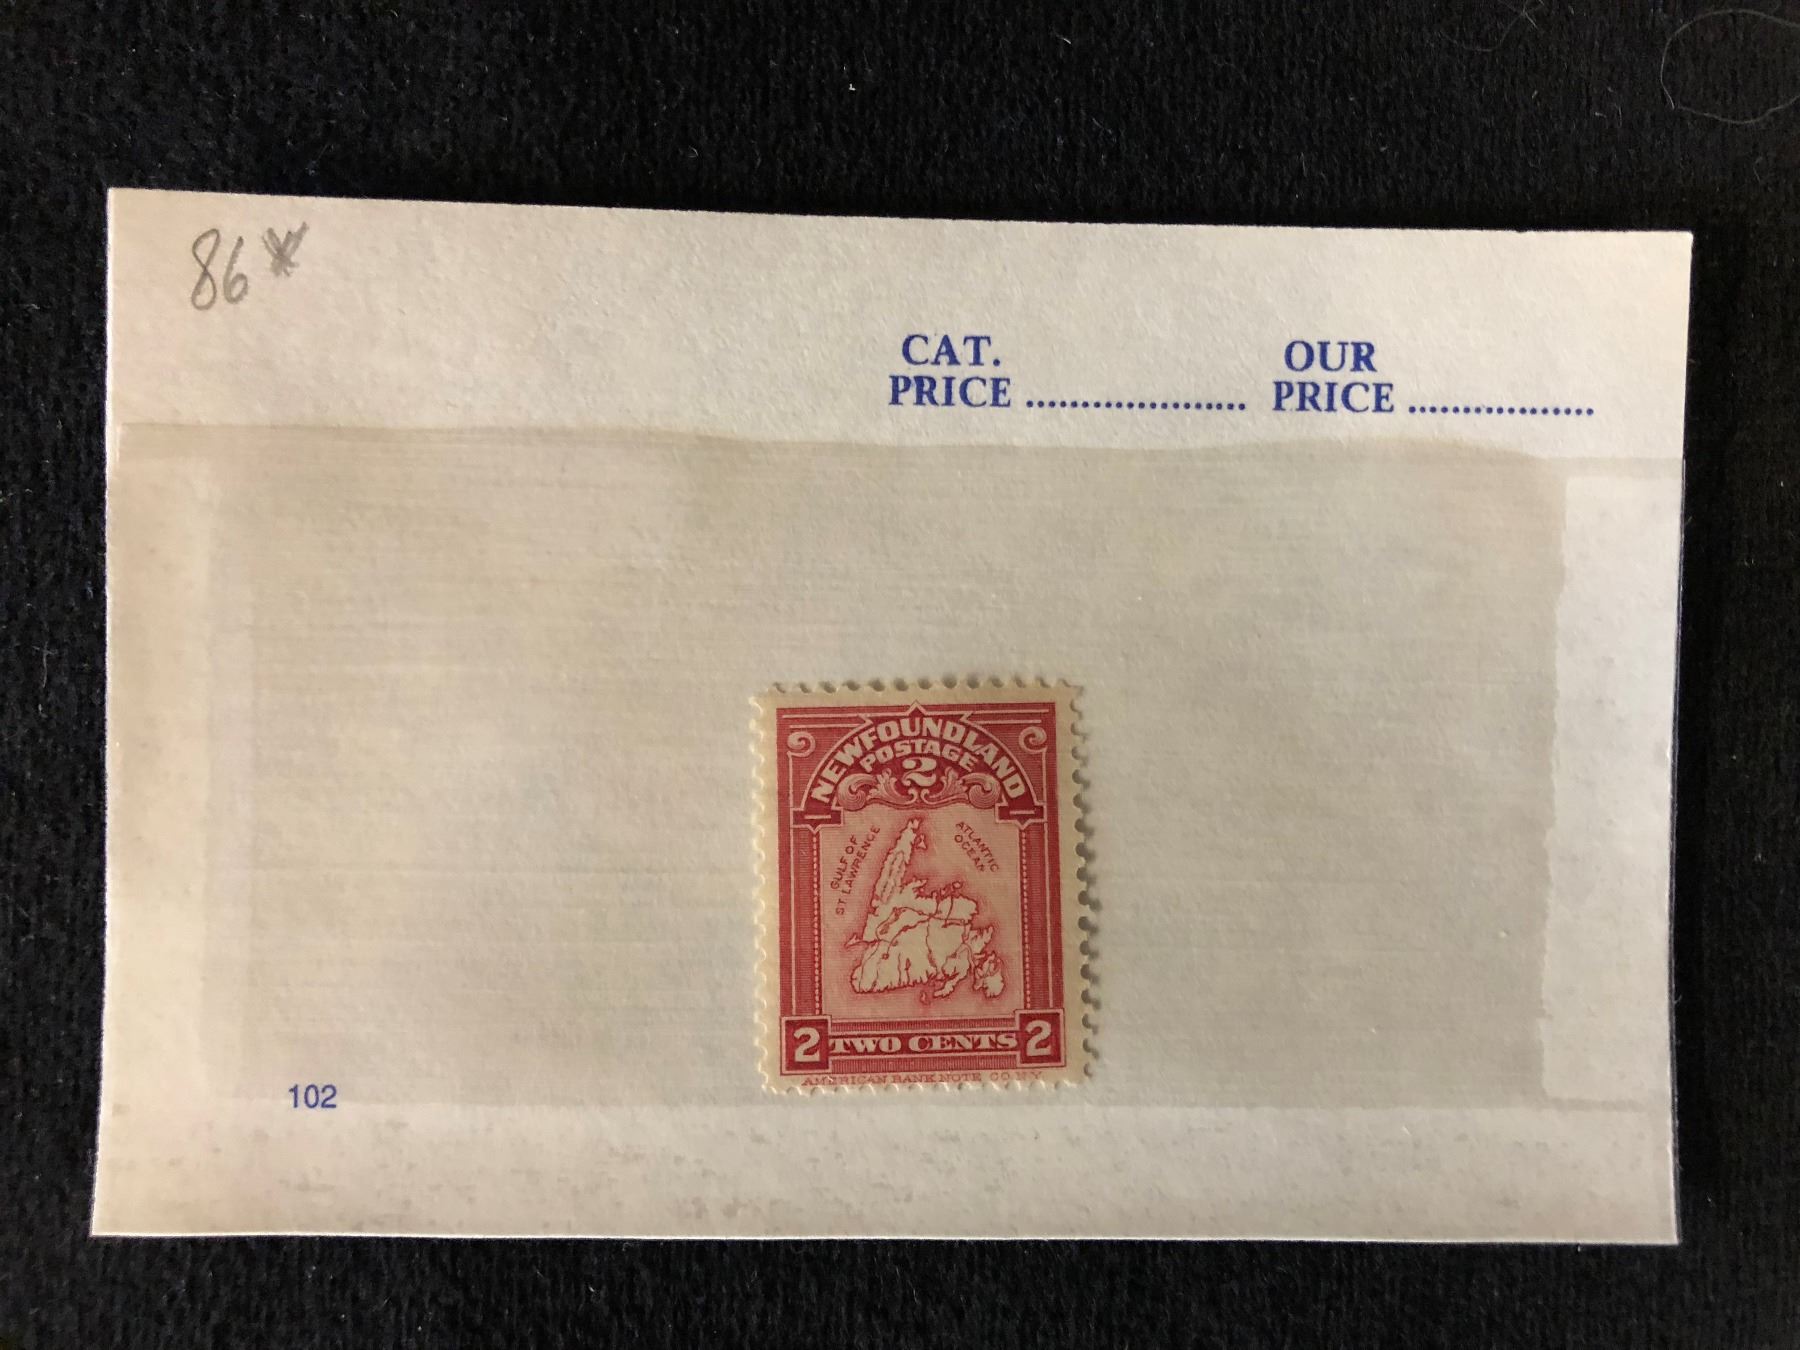 86*
CAT. OUR
PRICE .................... PRICE .................
NEWFOUNDLAND
POSTAGE
2
GULF OF
ST LAWRENCE
ATLANTIC
OCEAN
2 TWO CENTS 2
AMERICAN BANK NOTE CO. N.Y.
102